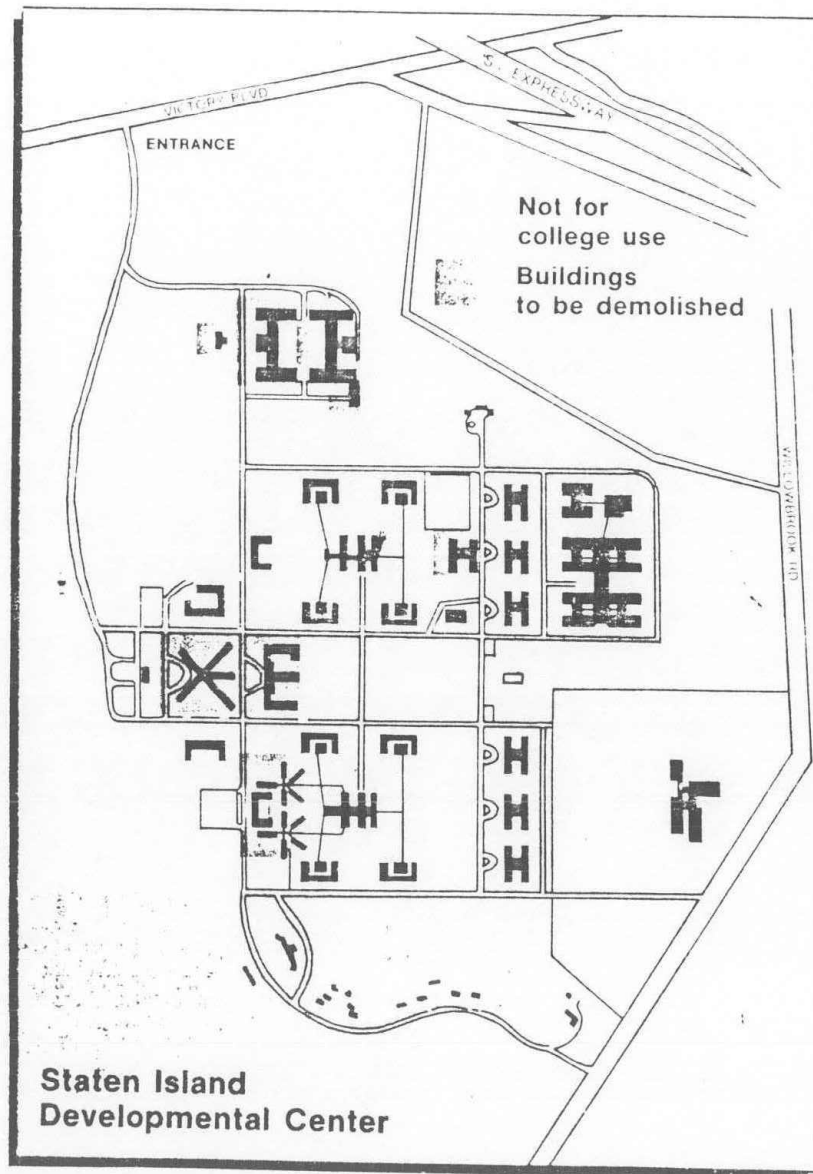 VICTORY BLVD
S.I. EXPRESSWAY
ENTRANCE
Not for
college use
Buildings
to be demolished
WILLOWBROOK RD
Staten Island
Developmental Center